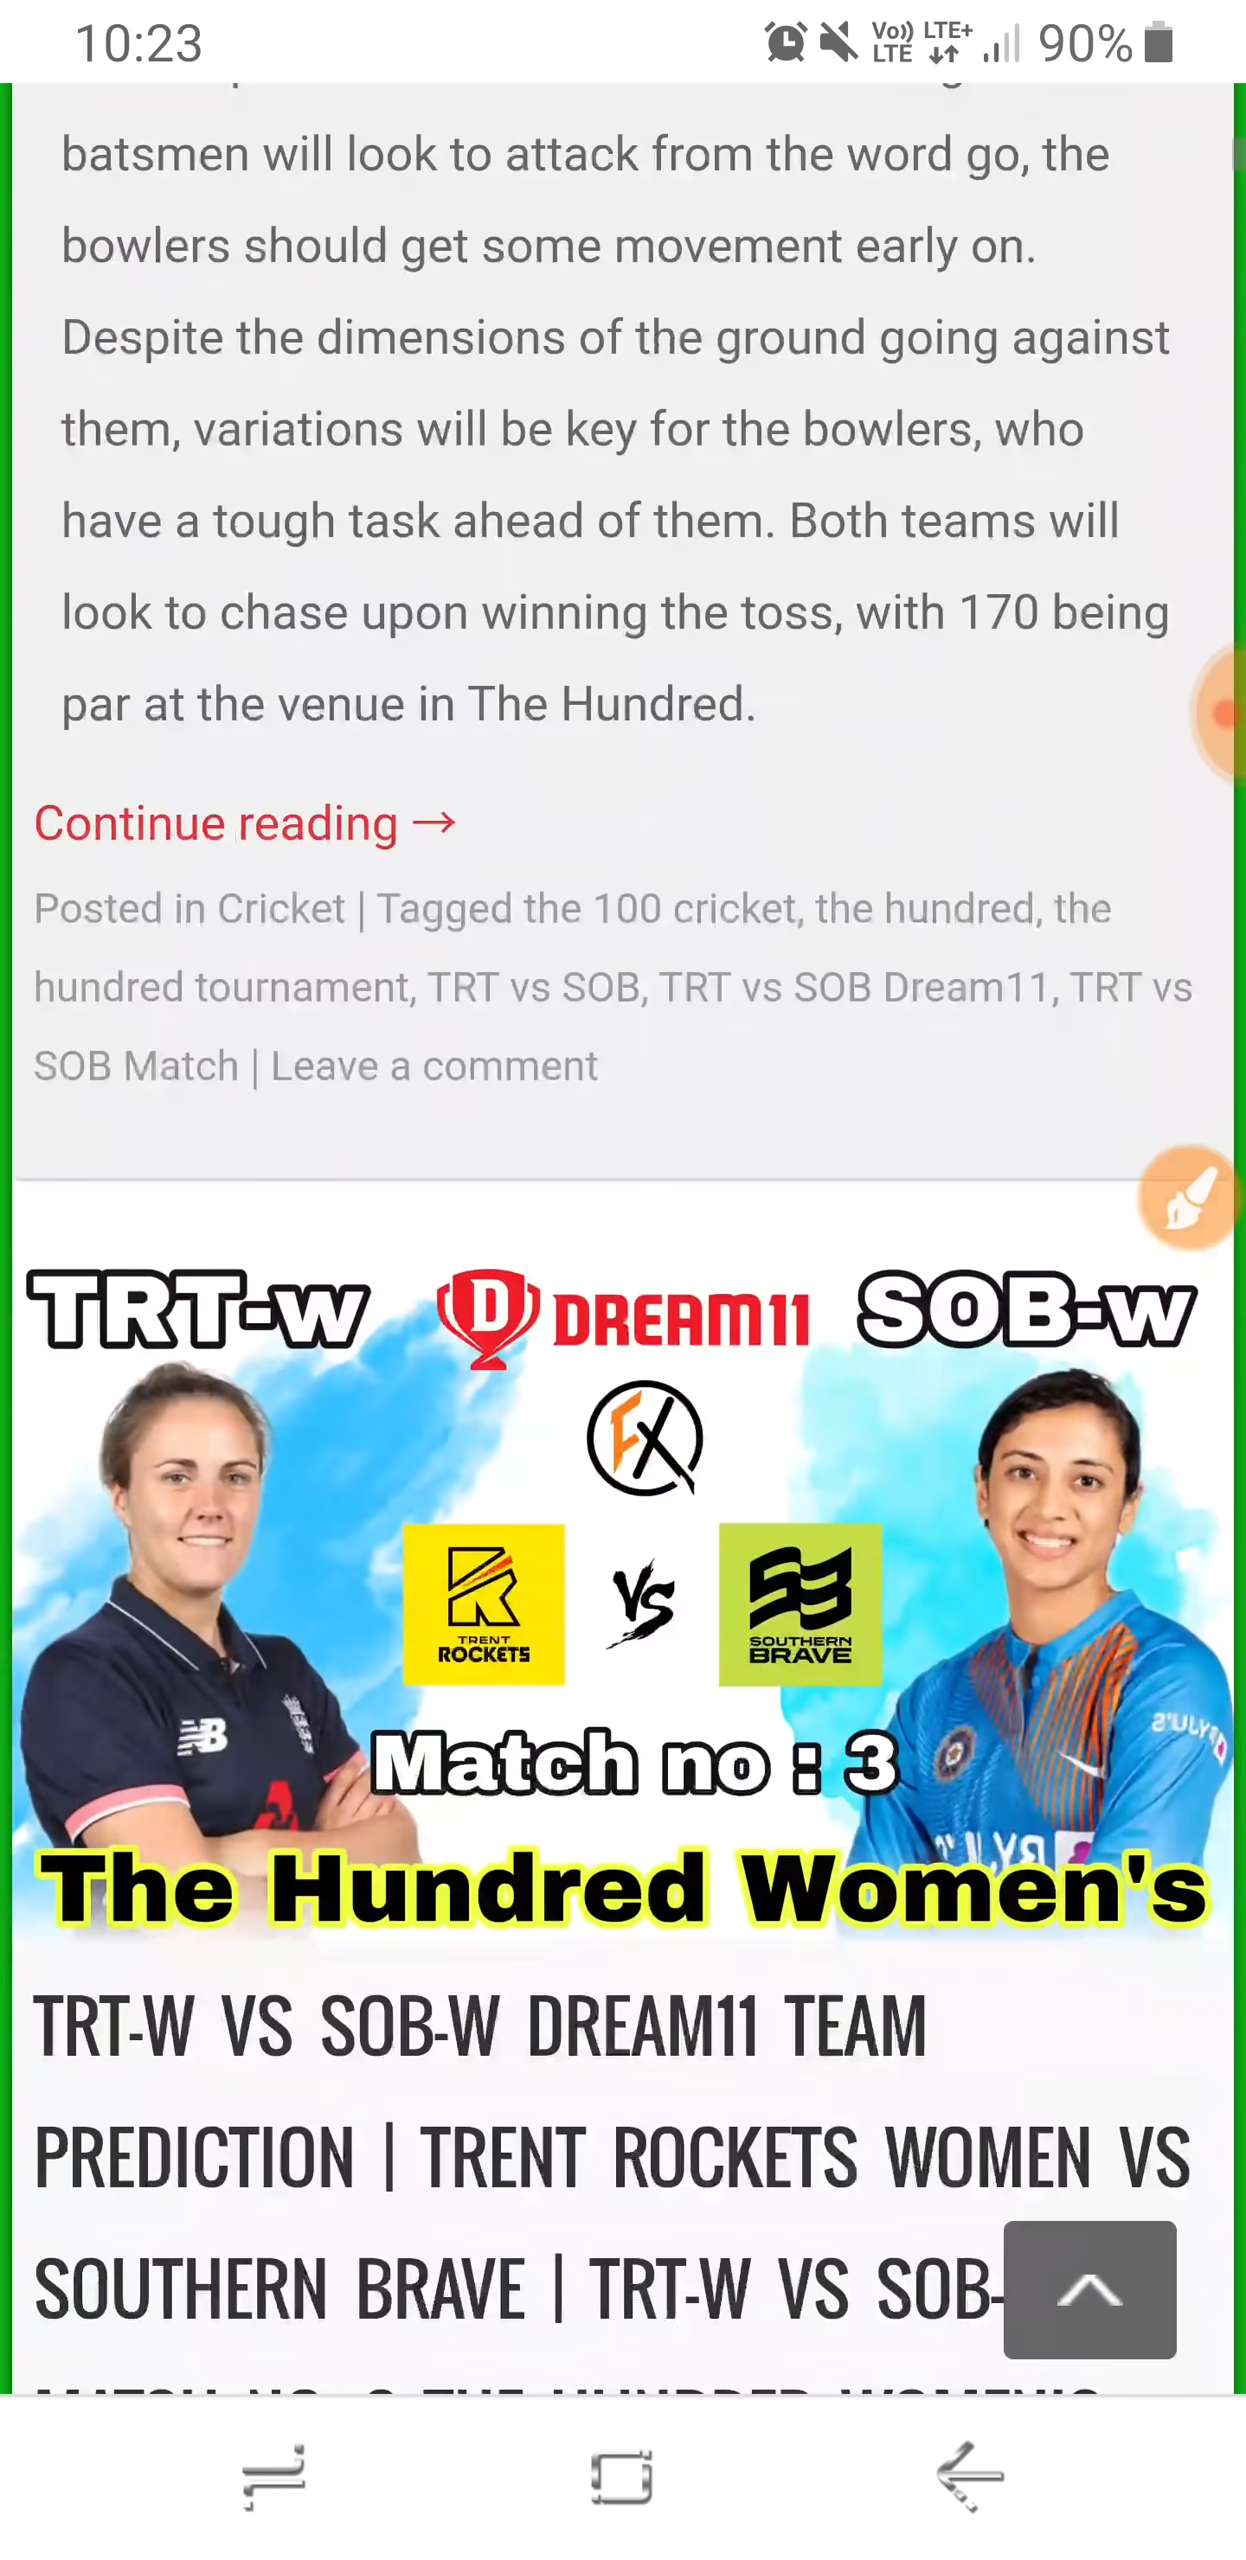 10:23
Vo)) LTE LTE+ 90%
batsmen will look to attack from the word go, the
bowlers should get some movement early on.
Despite the dimensions of the ground going against
them, variations will be key for the bowlers, who
have a tough task ahead of them. Both teams will
look to chase upon winning the toss, with 170 being
par at the venue in The Hundred.
Continue reading →
Posted in Cricket | Tagged the 100 cricket, the hundred, the
hundred tournament, TRT vs SOB, TRT vs SOB Dream11, TRT vs
SOB Match | Leave a comment
TRT-W DREAM11 SOB-W
FX
TRENT ROCKETS
VS
SOUTHERN BRAVE
NB
Match no : 3
The Hundred Women's
TRT-W VS SOB-W DREAM11 TEAM
PREDICTION | TRENT ROCKETS WOMEN VS
SOUTHERN BRAVE | TRT-W VS SOB-